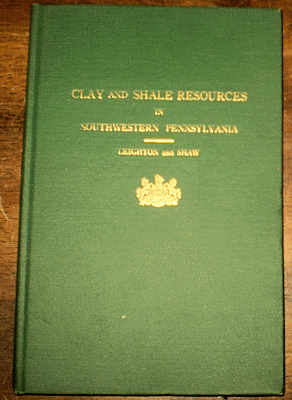 CLAY AND SHALE RESOURCES
IN
SOUTHWESTERN PENNSYLVANIA
LEIGHTON and SHAW